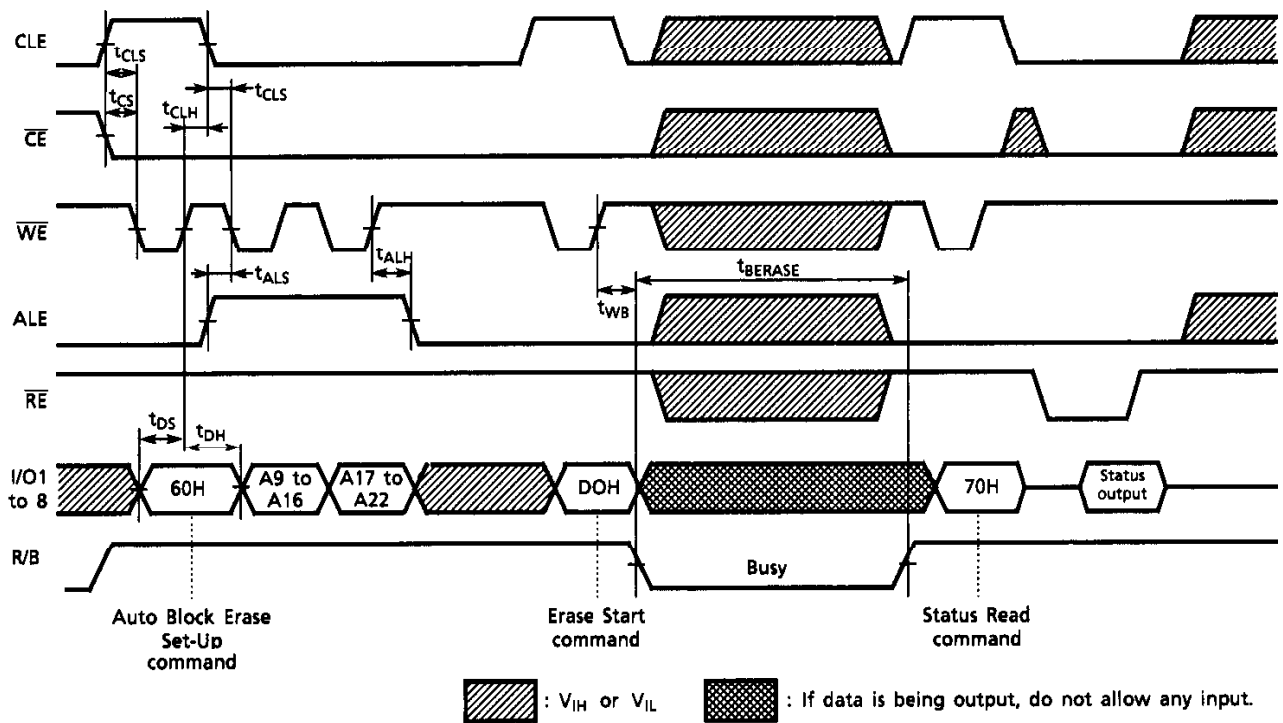 CLE
tCLS
tCS
tCLH
tCLS
CE
WE
tALS
tALH
tWB
tBERASE
ALE
RE
tDS
tDH
I/O1
to 8
60H
A9 to
A16
A17 to
A22
DOH
70H
Status
output
R/B
Busy
Auto Block Erase
Set-Up
command
Erase Start
command
Status Read
command
: VIH or VIL
: If data is being output, do not allow any input.